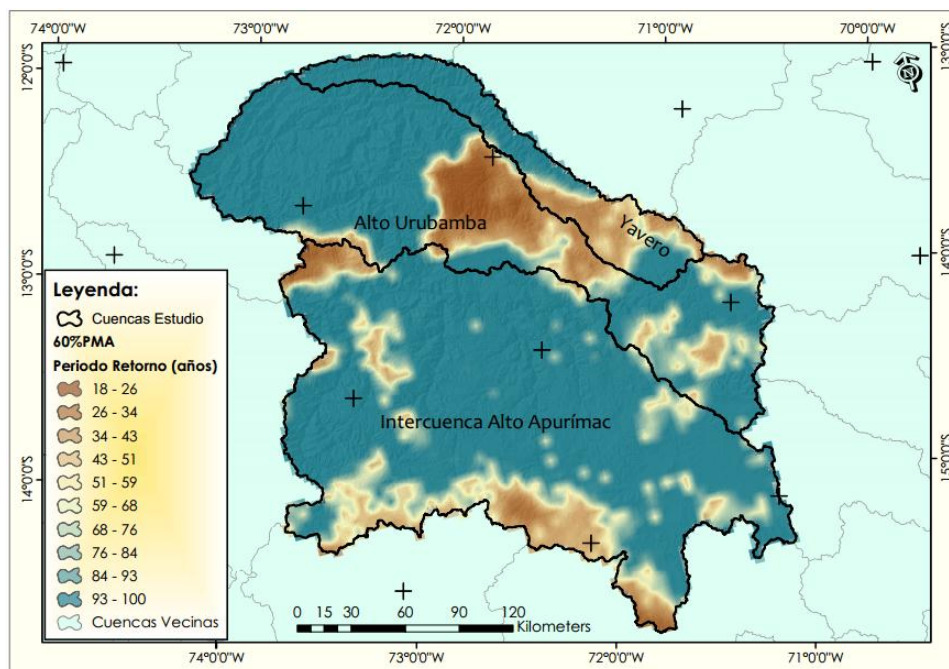 74°0'0"W 73°0'0"W 72°0'0"W 71°0'0"W 70°0'0"W
12°0'0"S
13°0'0"S
Alto Urubamba
Yavero
13°0'0"S
14°0'0"S
Leyenda:
Cuencas Estudio
60%PMA
Periodo Retorno (años)
18 - 26
26 - 34
34 - 43
43 - 51
51 - 59
59 - 68
68 - 76
76 - 84
84 - 93
93 - 100
Cuencas Vecinas
Intercuenca Alto Apurímac
14°0'0"S
15°0'0"S
0 15 30 60 90 120
Kilometers
74°0'0"W 73°0'0"W 72°0'0"W 71°0'0"W